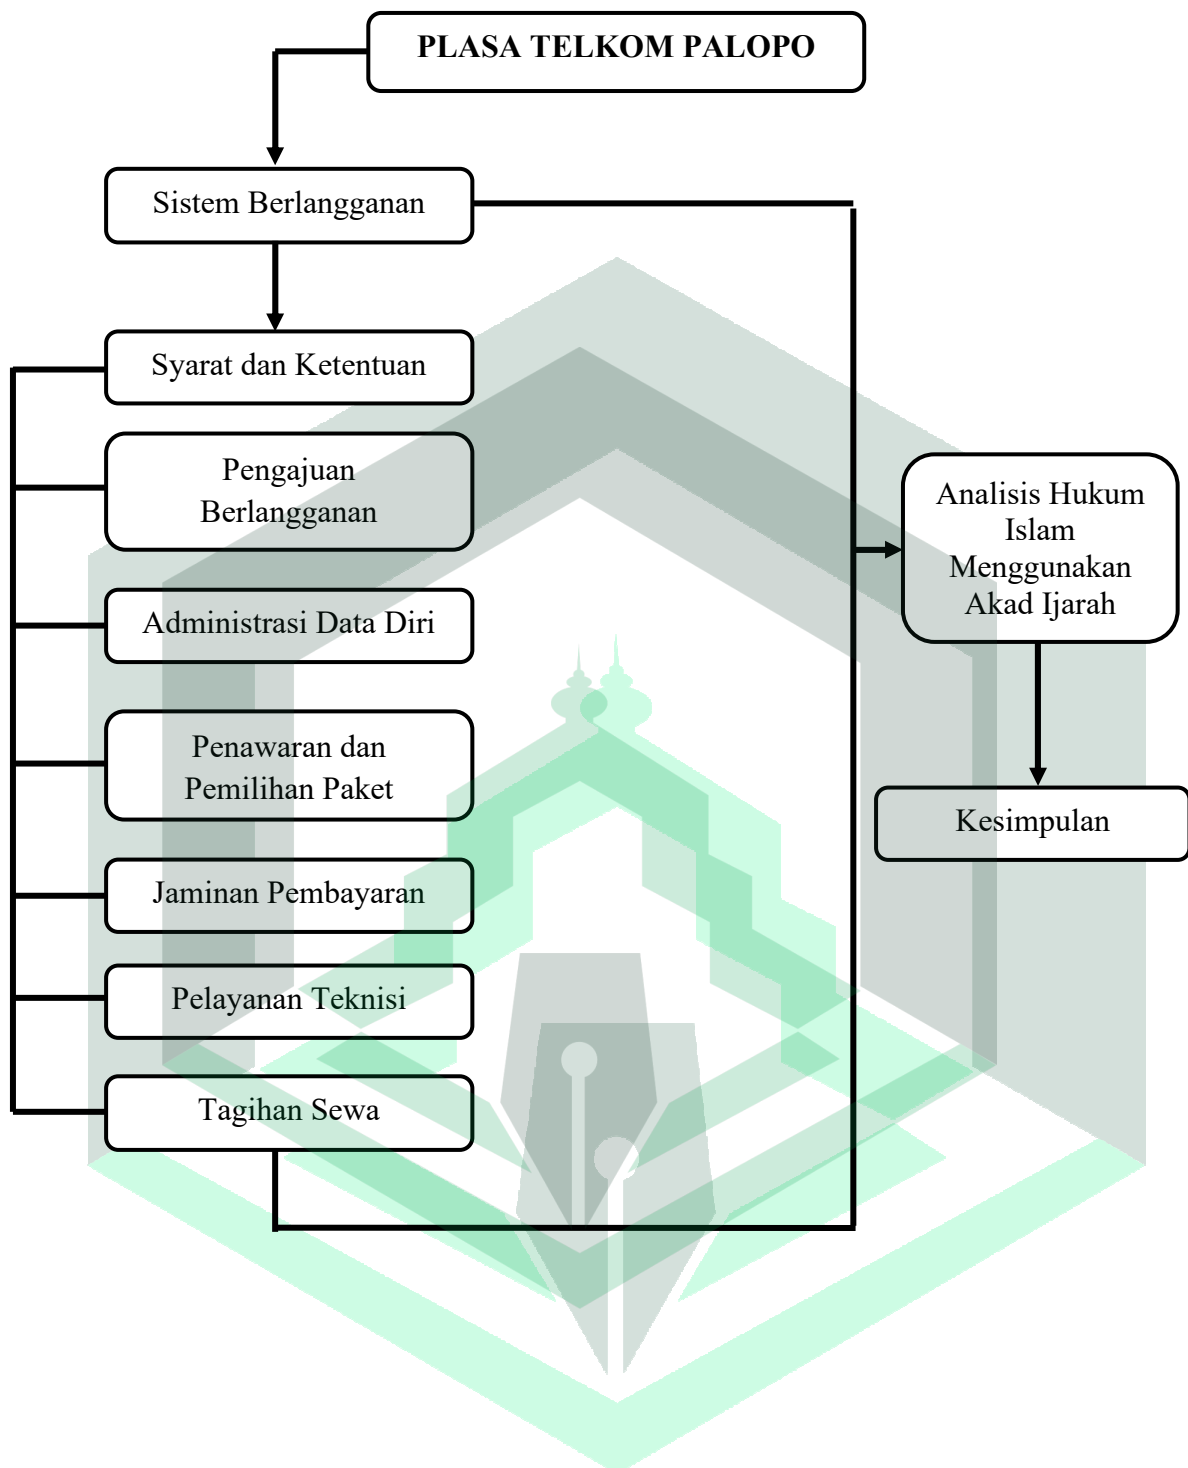 PLASA TELKOM PALOPO
Sistem Berlangganan
Syarat dan Ketentuan
Pengajuan
Berlangganan
Administrasi Data Diri
Penawaran dan
Pemilihan Paket
Jaminan Pembayaran
Pelayanan Teknisi
Tagihan Sewa
Analisis Hukum
Islam
Menggunakan
Akad Ijarah
Kesimpulan